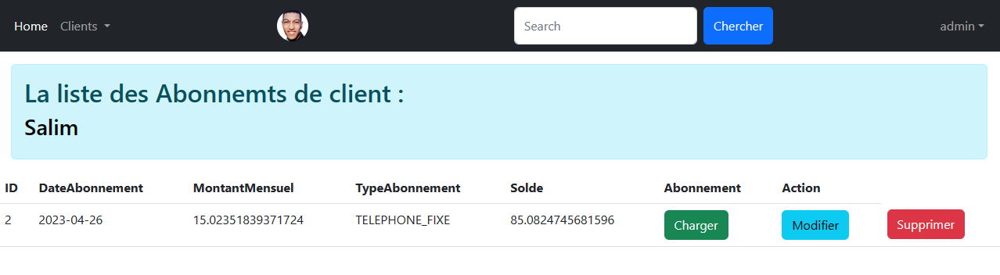 Home Clients Search Chercher admin
La liste des Abonnemts de client :
Salim
ID DateAbonnement MontantMensuel TypeAbonnement Solde Abonnement Action
2 2023-04-26 15.02351839371724 TELEPHONE_FIXE 85.0824745681596 Charger Modifier Supprimer